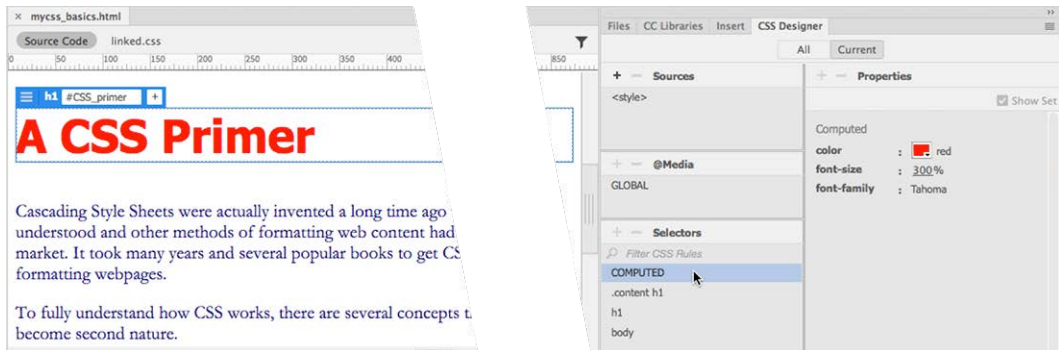 × mycss_basics.html
Source Code linked.css
0 50 100 150 200 250 300 350 400 850
h1 #CSS_primer +
A CSS Primer
Cascading Style Sheets were actually invented a long time ago
understood and other methods of formatting web content had
market. It took many years and several popular books to get CS
formatting webpages.
To fully understand how CSS works, there are several concepts t
become second nature.
Files CC Libraries Insert CSS Designer
All Current
+ − Sources
<style>
+ − @Media
GLOBAL
+ − Selectors
Filter CSS Rules
COMPUTED
.content h1
h1
body
+ − Properties
Show Set
Computed
color : red
font-size : 300%
font-family : Tahoma